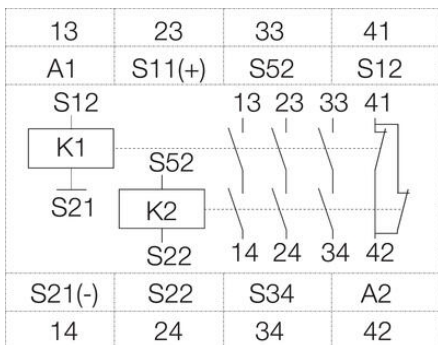 13 23 33 41
A1 S11(+) S52 S12
S12 13 23 33 41
K1
S52
S21 K2
S22 14 24 34 42
S21(-) S22 S34 A2
14 24 34 42